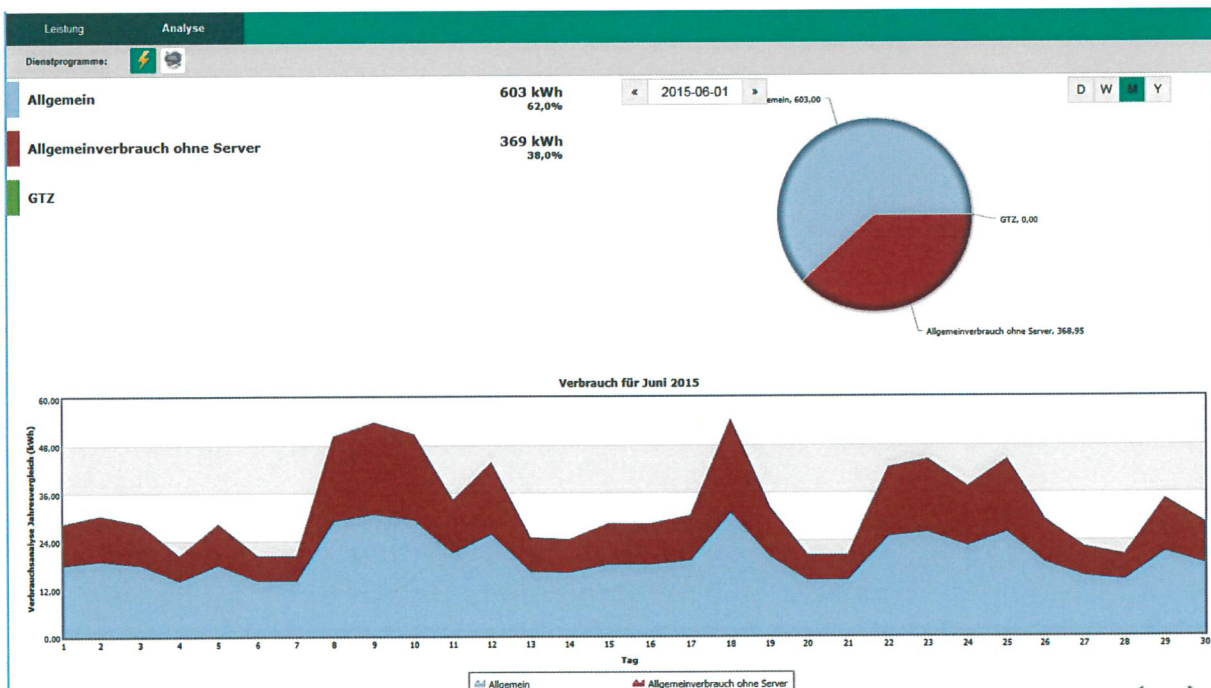 Leistung Analyse
Dienstprogramme:
Allgemein 603 kWh
62,0%
Allgemeinverbrauch ohne Server 369 kWh
38,0%
GTZ
« 2015-06-01 »
D W M Y
emein, 603,00
GTZ, 0,00
Allgemeinverbrauch ohne Server, 368,95
Verbrauch für Juni 2015
Verbrauchsanalyse Jahresvergleich (kWh)
60.00
48.00
36.00
24.00
12.00
0.00
1 2 3 4 5 6 7 8 9 10 11 12 13 14 15 16 17 18 19 20 21 22 23 24 25 26 27 28 29 30
Tag
Allgemein Allgemeinverbrauch ohne Server